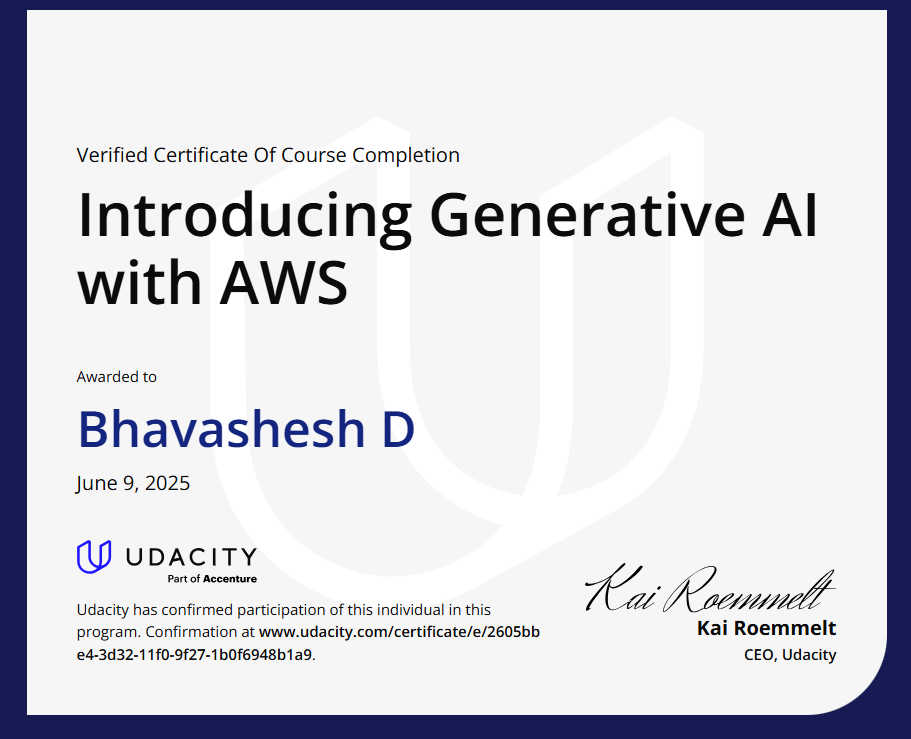 Verified Certificate Of Course Completion
Introducing Generative AI
with AWS
Awarded to
Bhavashesh D
June 9, 2025
UDACITY
Part of Accenture
Udacity has confirmed participation of this individual in this
program. Confirmation at www.udacity.com/certificate/e/2605bb
e4-3d32-11f0-9f27-1b0f6948b1a9.
Kai Roemmelt
Kai Roemmelt
CEO, Udacity